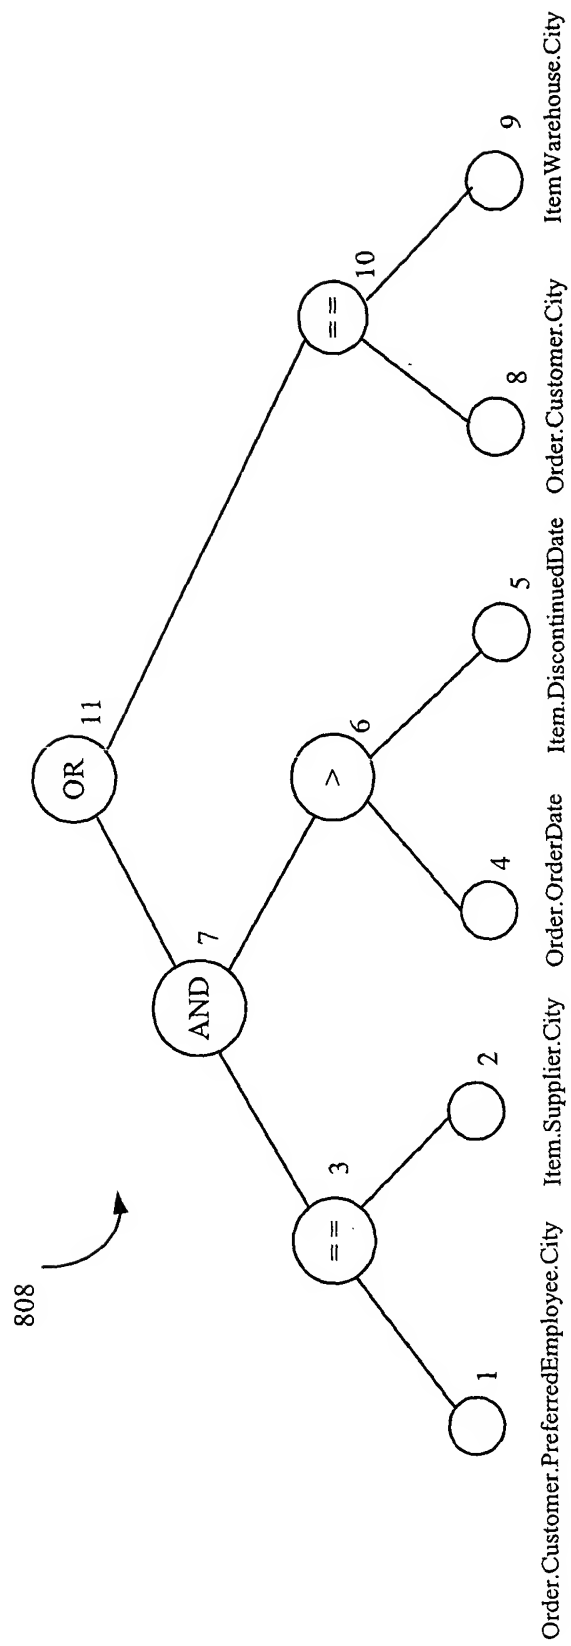 808
OR
11
AND
7
==
10
==
3
>
6
1
2
4
5
8
9
Order.Customer.PreferredEmployee.City
Item.Supplier.City
Order.OrderDate
Item.DiscontinuedDate
Order.Customer.City
ItemWarehouse.City